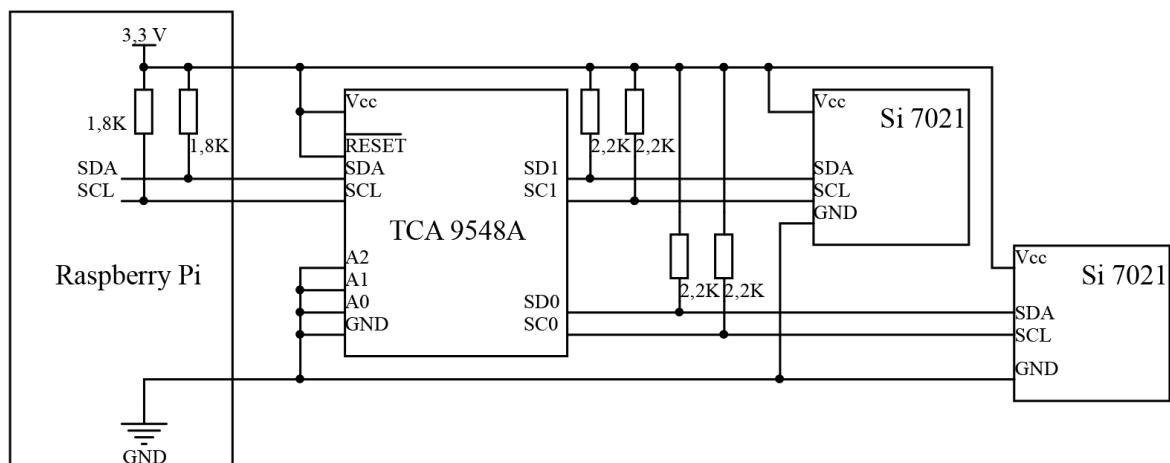 3,3 V
1,8K
1,8K
SDA
SCL
Raspberry Pi
GND
Vcc
RESET
SDA
SCL
TCA 9548A
A2
A1
A0
GND
SD1
SC1
SD0
SC0
2,2K
2,2K
2,2K
2,2K
Vcc
Si 7021
SDA
SCL
GND
Vcc
Si 7021
SDA
SCL
GND